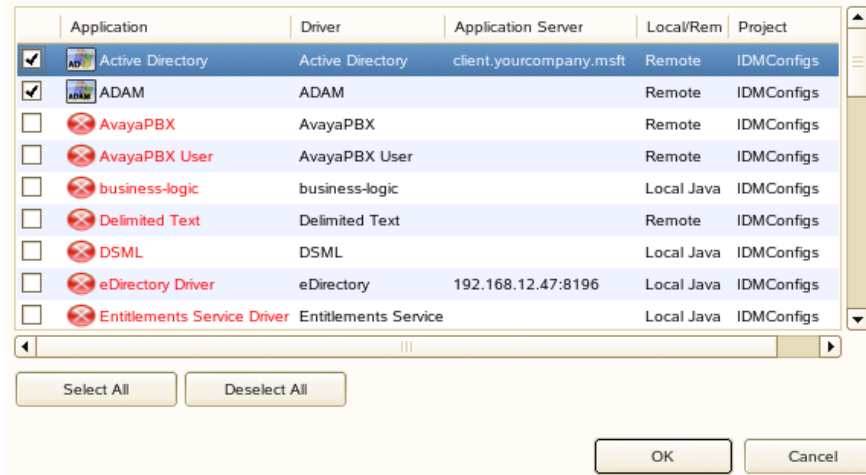 Application Driver Application Server Local/Rem Project
Active Directory Active Directory client.yourcompany.msft Remote IDMConfigs
ADAM ADAM Remote IDMConfigs
AvayaPBX AvayaPBX Remote IDMConfigs
AvayaPBX User AvayaPBX User Remote IDMConfigs
business-logic business-logic Local Java IDMConfigs
Delimited Text Delimited Text Remote IDMConfigs
DSML DSML Local Java IDMConfigs
eDirectory Driver eDirectory 192.168.12.47:8196 Local Java IDMConfigs
Entitlements Service Driver Entitlements Service Local Java IDMConfigs
Select All Deselect All
OK Cancel